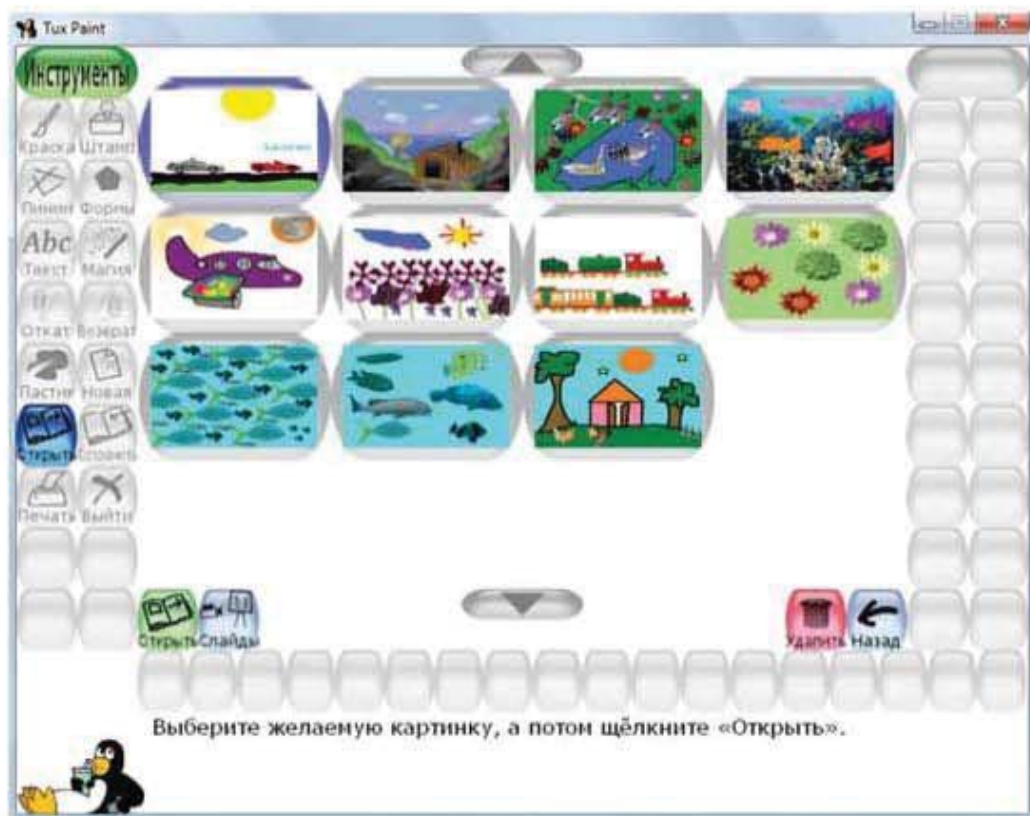 Tux Paint
Инструменты
Краска Штамп
Линии Формы
Abc
Текст Магия
Откат Возврат
Ластик Новая
Открыть
Печать Выйти
Открыть Слайды
Удалить Назад
Выберите желаемую картинку, а потом щёлкните «Открыть».